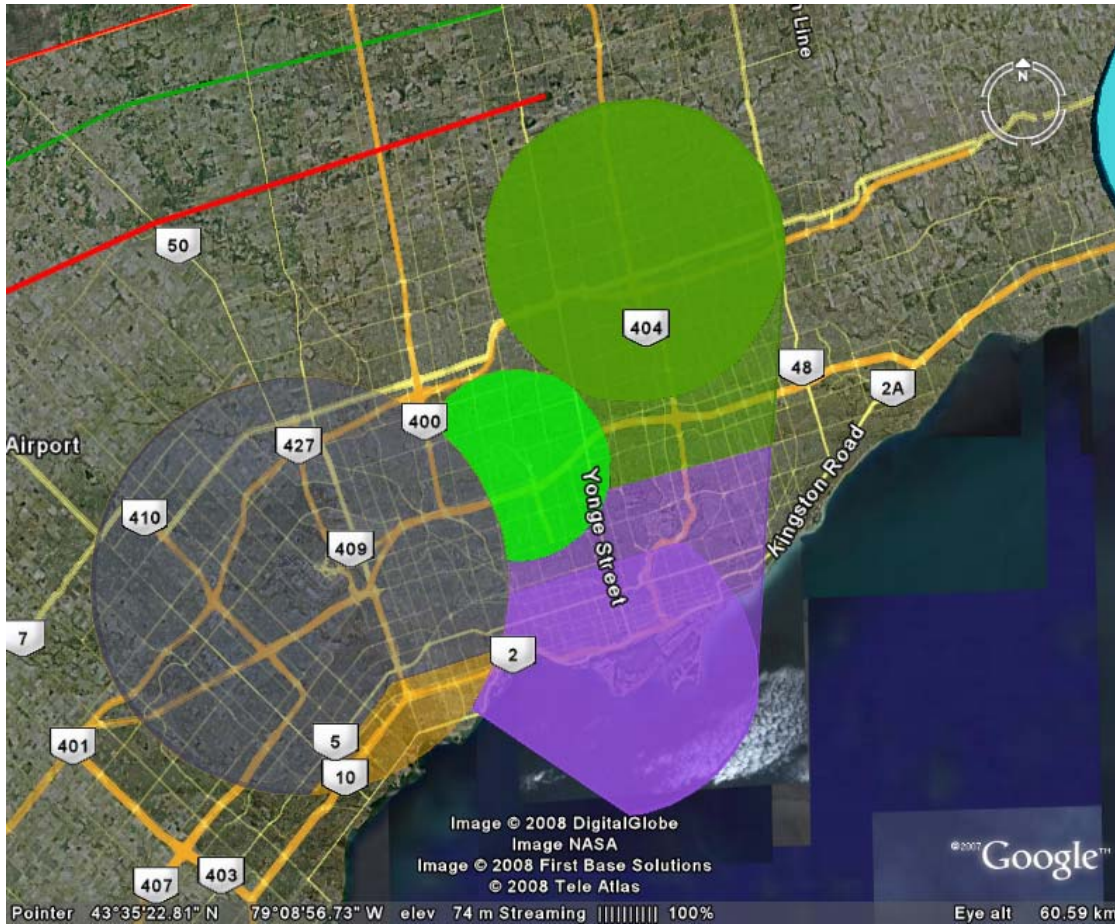 n Line
N
50
404
48
2A
400
427
Airport
410
Yonge Street
Kingston Road
409
7
2
5
401
10
Image © 2008 DigitalGlobe
Image NASA
Image © 2008 First Base Solutions
© 2008 Tele Atlas
©2007 Google™
407
403
Pointer 43°35'22.81" N 79°08'56.73" W elev 74 m Streaming |||||||||| 100% Eye alt 60.59 km